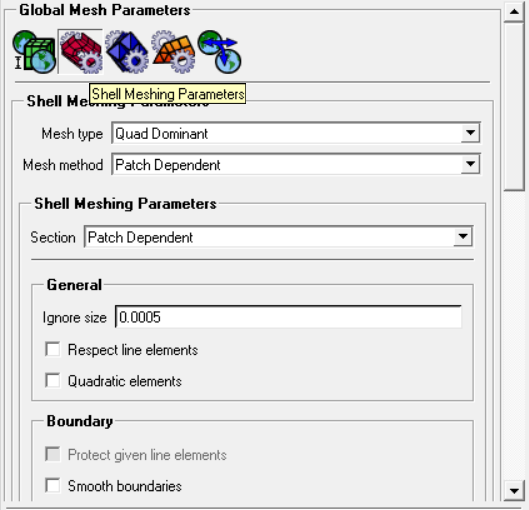 Global Mesh Parameters
Shell Meshing Parameters
Shell Meshing Parameters
Mesh type Quad Dominant
Mesh method Patch Dependent
Shell Meshing Parameters
Section Patch Dependent
General
Ignore size 0.0005
Respect line elements
Quadratic elements
Boundary
Protect given line elements
Smooth boundaries